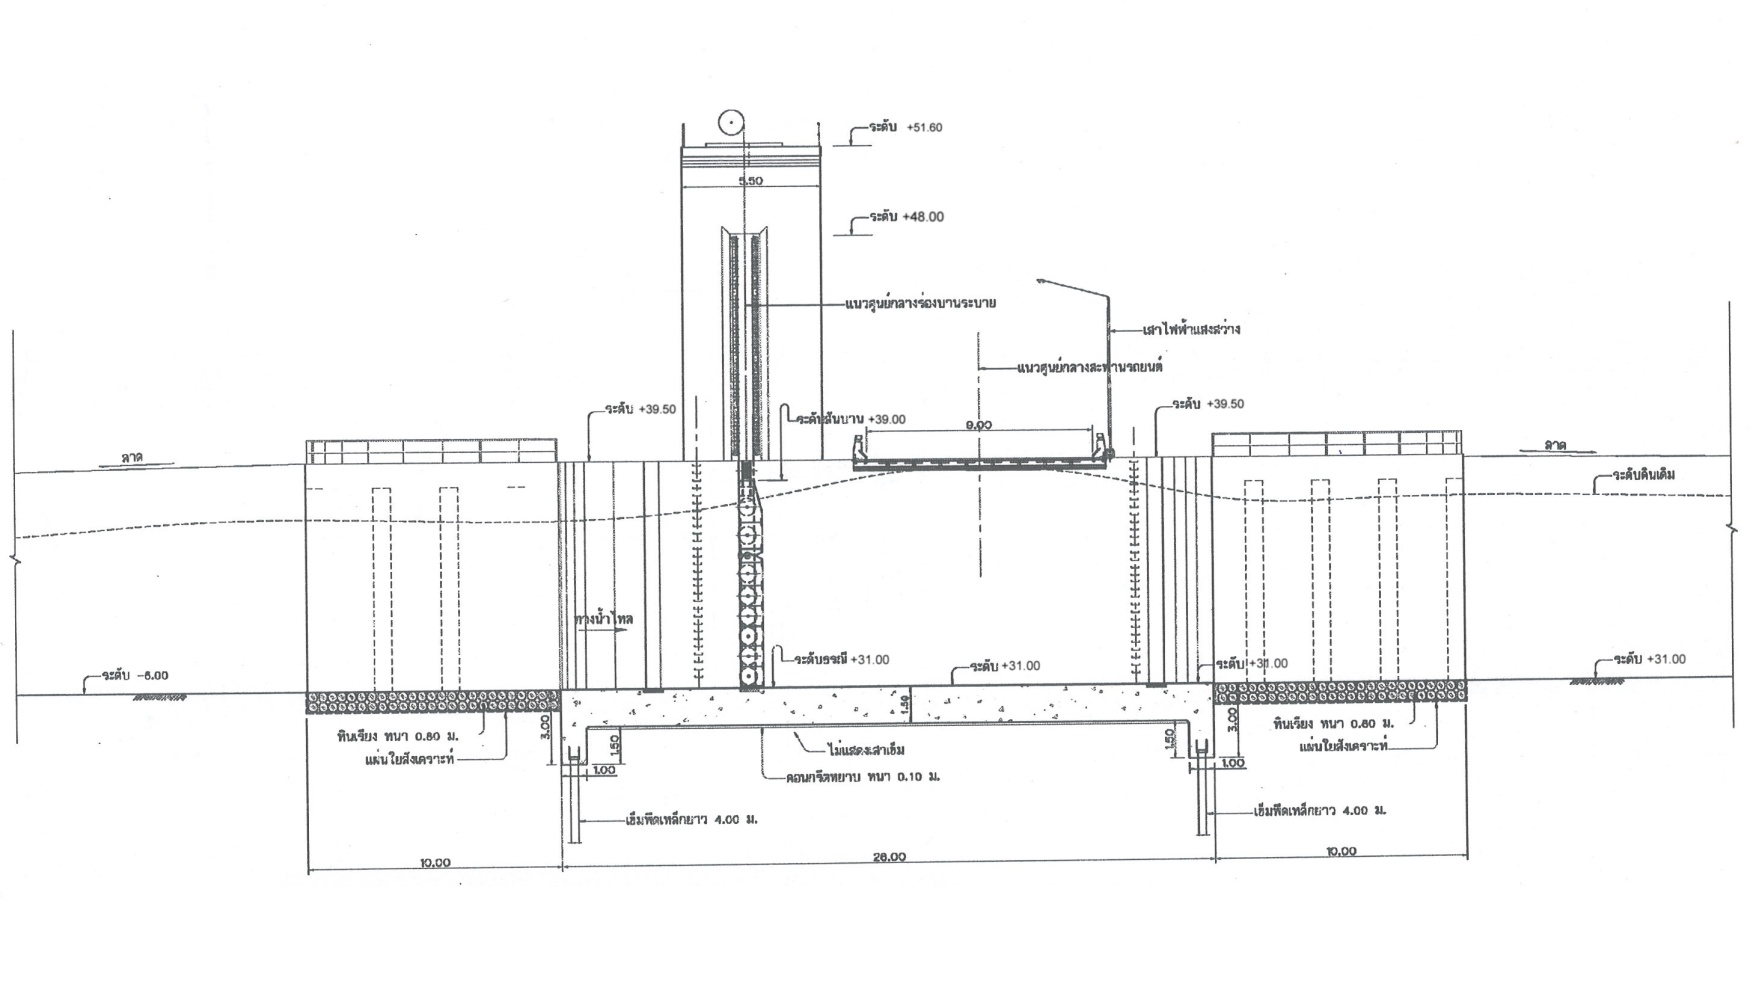 ระดับ +51.60
5.50
ระดับ +48.00
แนวศูนย์กลางร่องบานระบาย
เสาไฟฟ้าแสงสว่าง
แนวศูนย์กลางสะพานรถยนต์
ระดับ +39.50
ระดับสันบาน +39.00
9.00
ระดับ +39.50
ลาด
ลาด
ระดับดินเดิม
ทางน้ำไหล
ระดับ -6.00
ระดับธรณี +31.00
ระดับ +31.00
ระดับ +31.00
ระดับ +31.00
1.50
หินเรียง หนา 0.60 ม.
แผ่นใยสังเคราะห์
3.00
1.50
1.00
ไม่แสดงเสาเข็ม
คอนกรีตหยาบ หนา 0.10 ม.
1.50
3.00
1.00
หินเรียง หนา 0.60 ม.
แผ่นใยสังเคราะห์
เข็มพืดเหล็กยาว 4.00 ม.
เข็มพืดเหล็กยาว 4.00 ม.
10.00
26.00
10.00